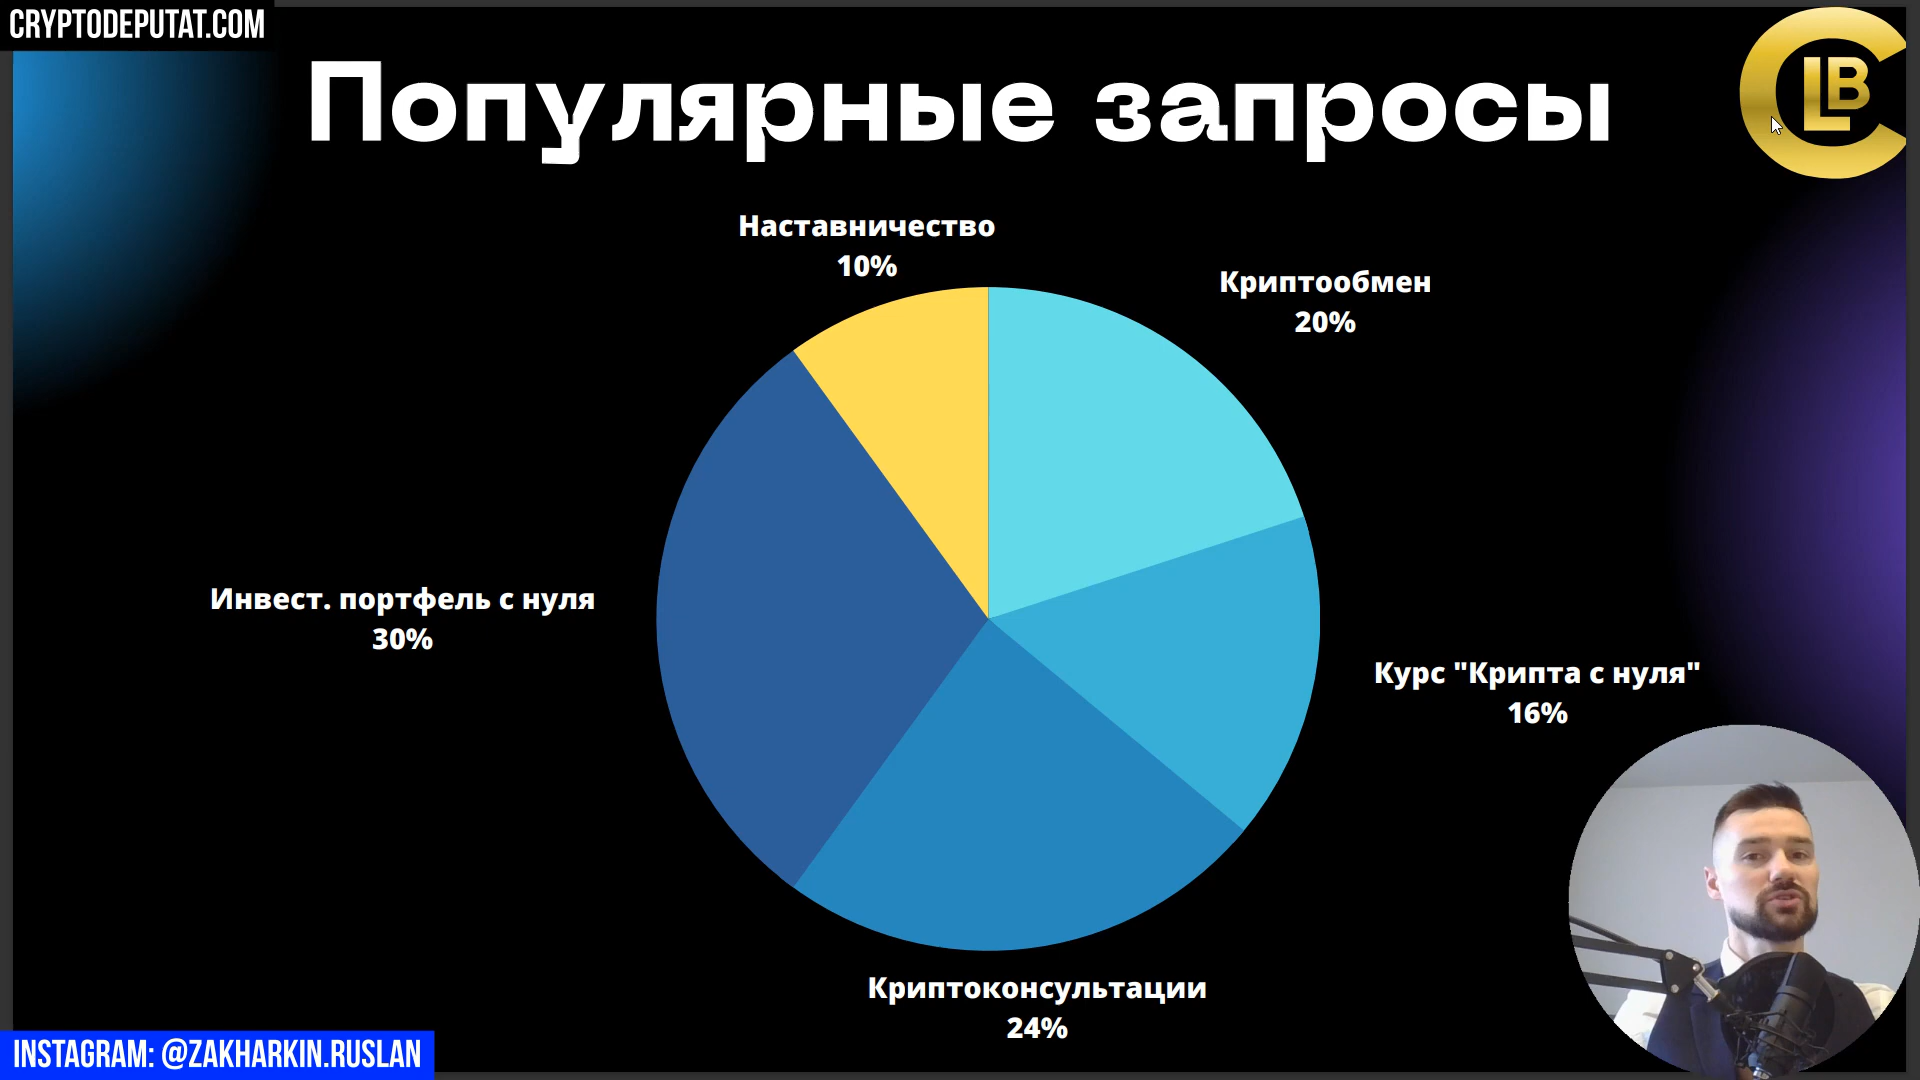 CRYPTODEPUTAT.COM
Популярные запросы
LB
Наставничество
10%
Криптообмен
20%
Инвест. портфель с нуля
30%
Курс "Крипта с нуля"
16%
Криптоконсультации
24%
INSTAGRAM: @ZAKHARKIN.RUSLAN